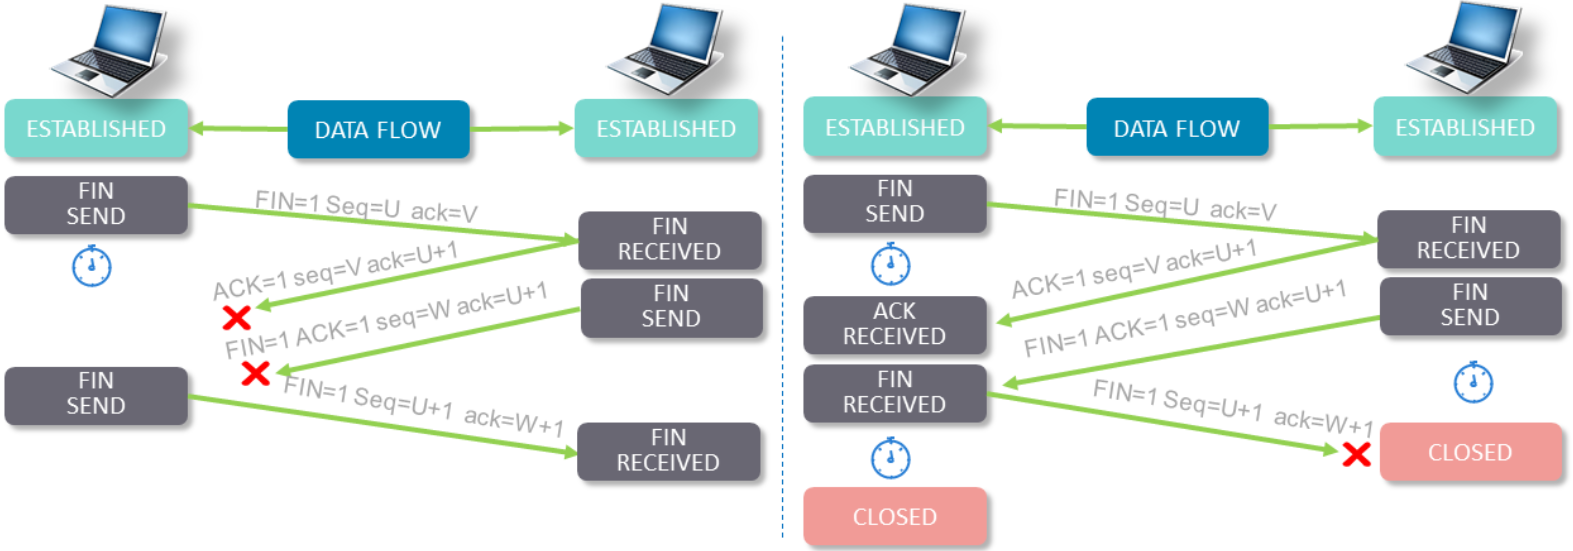 ESTABLISHED
DATA FLOW
ESTABLISHED
FIN
SEND
FIN=1 Seq=U ack=V
FIN
RECEIVED
ACK=1 seq=V ack=U+1
FIN
SEND
FIN=1 ACK=1 seq=W ack=U+1
FIN
SEND
FIN=1 Seq=U+1 ack=W+1
FIN
RECEIVED
ESTABLISHED
DATA FLOW
ESTABLISHED
FIN
SEND
FIN=1 Seq=U ack=V
FIN
RECEIVED
ACK=1 seq=V ack=U+1
FIN
SEND
ACK
RECEIVED
FIN=1 ACK=1 seq=W ack=U+1
FIN
RECEIVED
FIN=1 Seq=U+1 ack=W+1
CLOSED
CLOSED